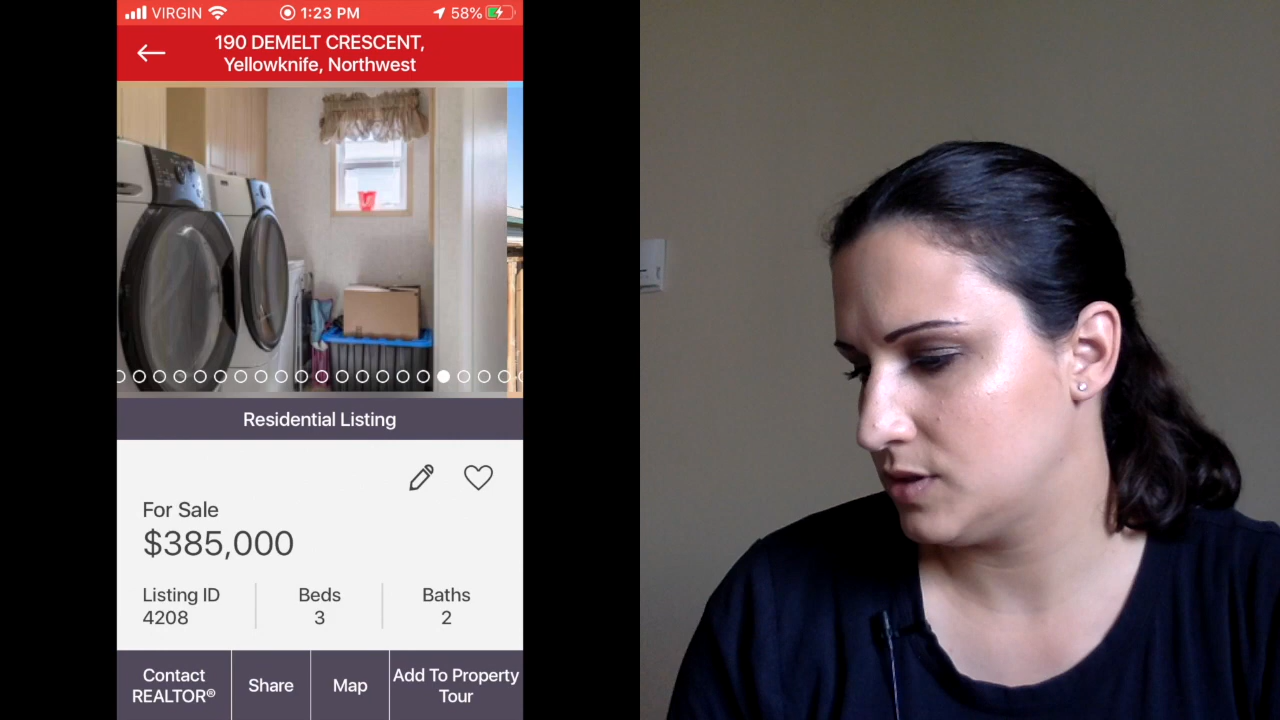 VIRGIN 1:23 PM 58%
190 DEMELT CRESCENT,
Yellowknife, Northwest
Residential Listing
For Sale
$385,000
Listing ID Beds Baths
4208 3 2
Contact REALTOR® Share Map Add To Property Tour